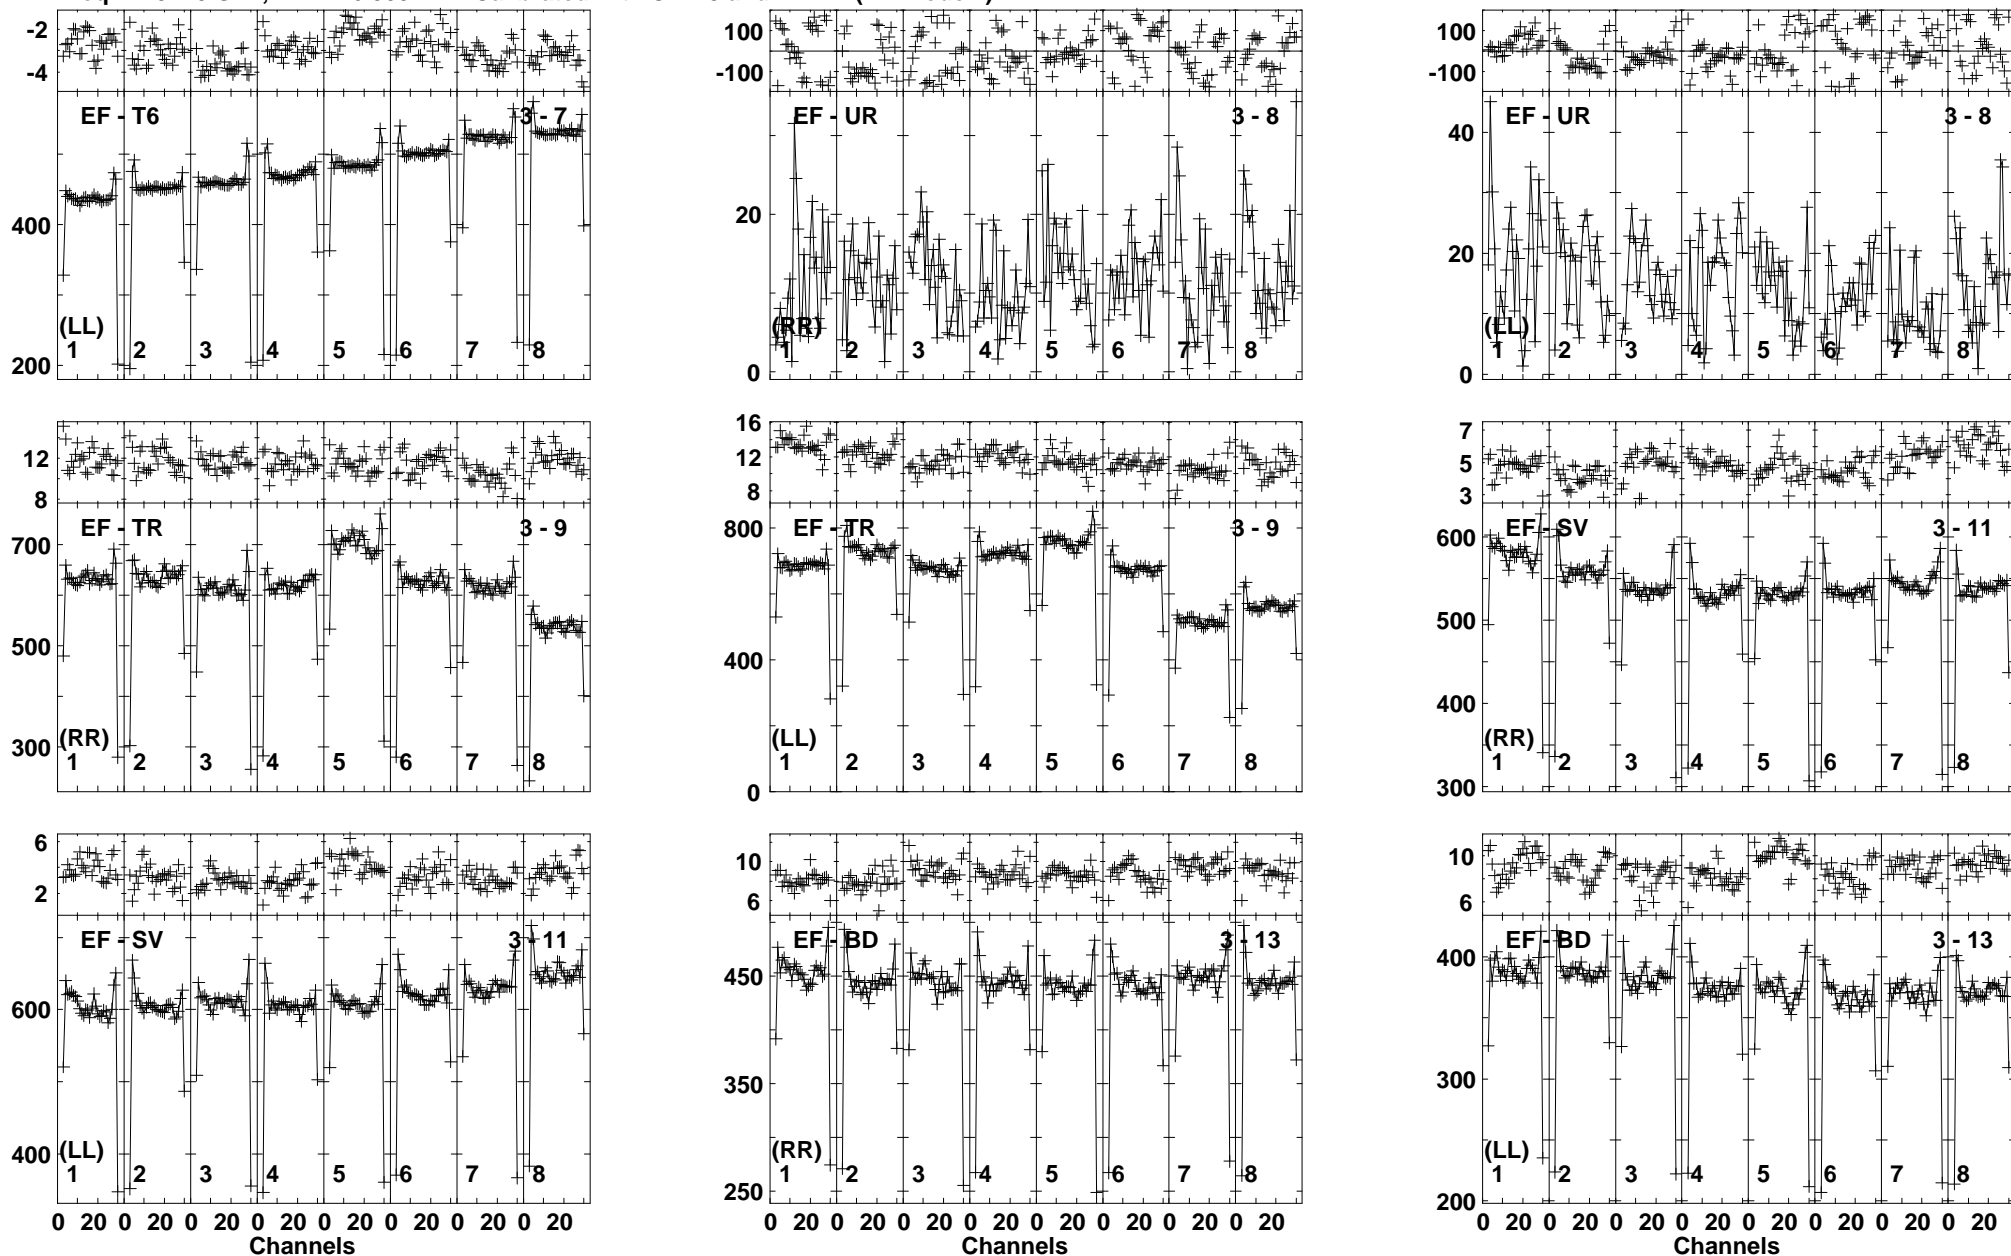 -2
-4
EF - T6
3 - 7
400
200
(LL)
1 2 3 4 5 6 7 8
100
-100
EF - UR
3 - 8
20
0
(RR)
1 2 3 4 5 6 7 8
100
-100
EF - UR
3 - 8
40
20
0
(LL)
1 2 3 4 5 6 7 8
12
8
EF - TR
3 - 9
700
500
300
(RR)
1 2 3 4 5 6 7 8
16
12
8
EF - TR
3 - 9
800
400
0
(LL)
1 2 3 4 5 6 7 8
7
5
3
EF - SV
3 - 11
600
500
400
300
(RR)
1 2 3 4 5 6 7 8
6
2
EF - SV
3 - 11
600
400
(LL)
1 2 3 4 5 6 7 8
0 20 0 20 0 20 0 20 0 20 0 20 0 20 0 20
Channels
10
6
EF - BD
3 - 13
450
350
250
(RR)
1 2 3 4 5 6 7 8
0 20 0 20 0 20 0 20 0 20 0 20 0 20 0 20
Channels
10
6
EF - BD
3 - 13
400
300
200
(LL)
1 2 3 4 5 6 7 8
0 20 0 20 0 20 0 20 0 20 0 20 0 20 0 20
Channels